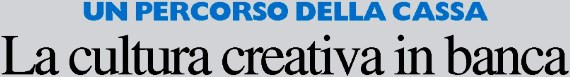 UN PERCORSO DELLA CASSA
La cultura creativa in banca